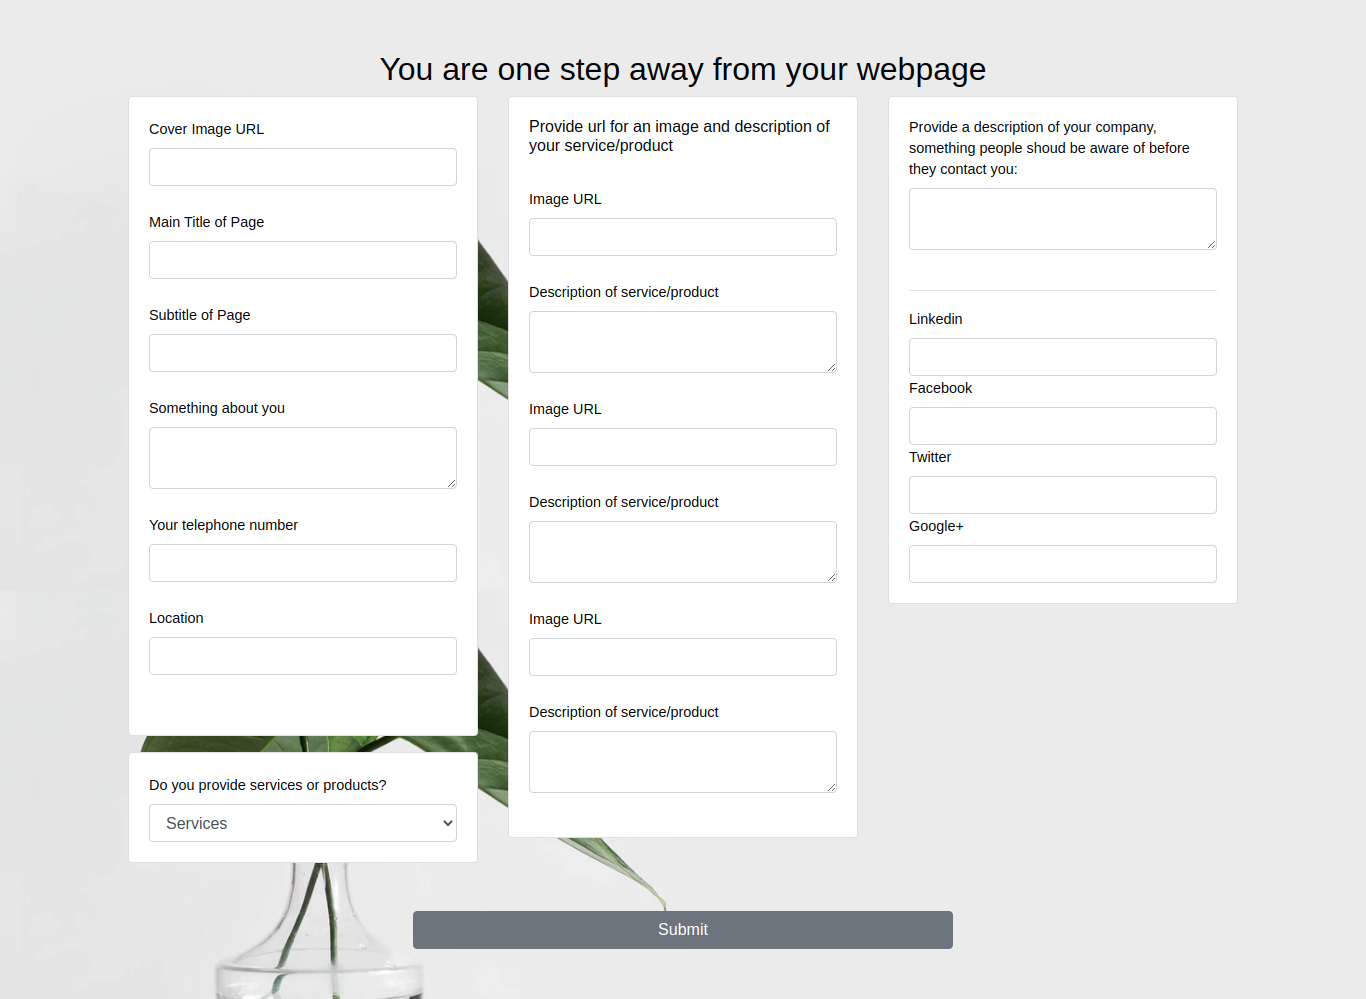 You are one step away from your webpage
Cover Image URL
Main Title of Page
Subtitle of Page
Something about you
Your telephone number
Location
Do you provide services or products?
Services
Provide url for an image and description of
your service/product
Image URL
Description of service/product
Image URL
Description of service/product
Image URL
Description of service/product
Provide a description of your company,
something people shoud be aware of before
they contact you:
Linkedin
Facebook
Twitter
Google+
Submit